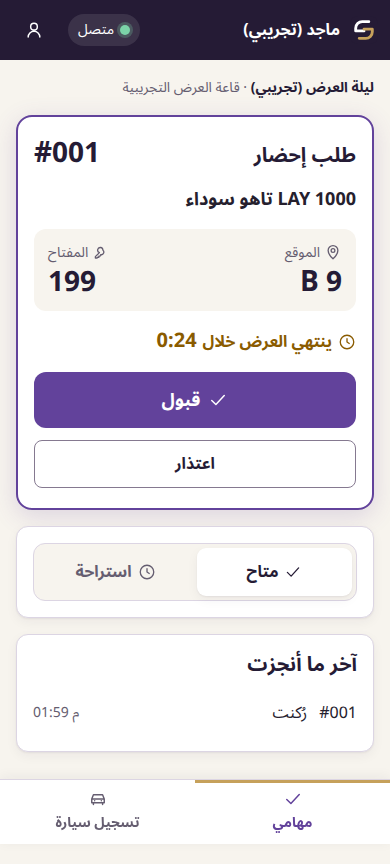 ماجد (تجريبي)
متصل
ليلة العرض (تجريبي) · قاعة العرض التجريبية
طلب إحضار
#001
LAY 1000 تاهو سوداء
الموقع
B 9
المفتاح
199
ينتهي العرض خلال 0:24
قبول
اعتذار
متاح
استراحة
آخر ما أنجزت
#001 رُكنت
01:59 م
مهامي
تسجيل سيارة